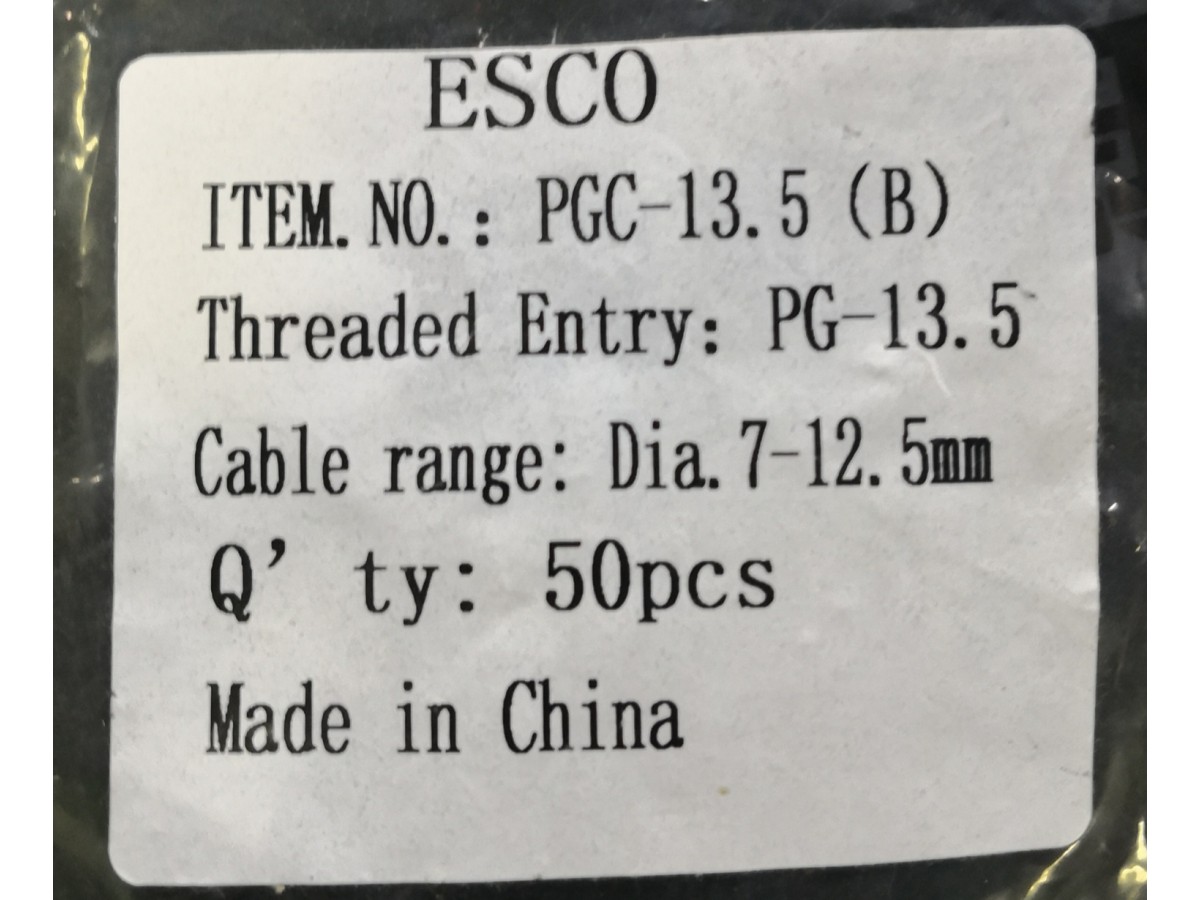 ESCO
ITEM.NO.: PGC-13.5 (B)
Threaded Entry: PG-13.5
Cable range: Dia.7-12.5mm
Q' ty: 50pcs
Made in China